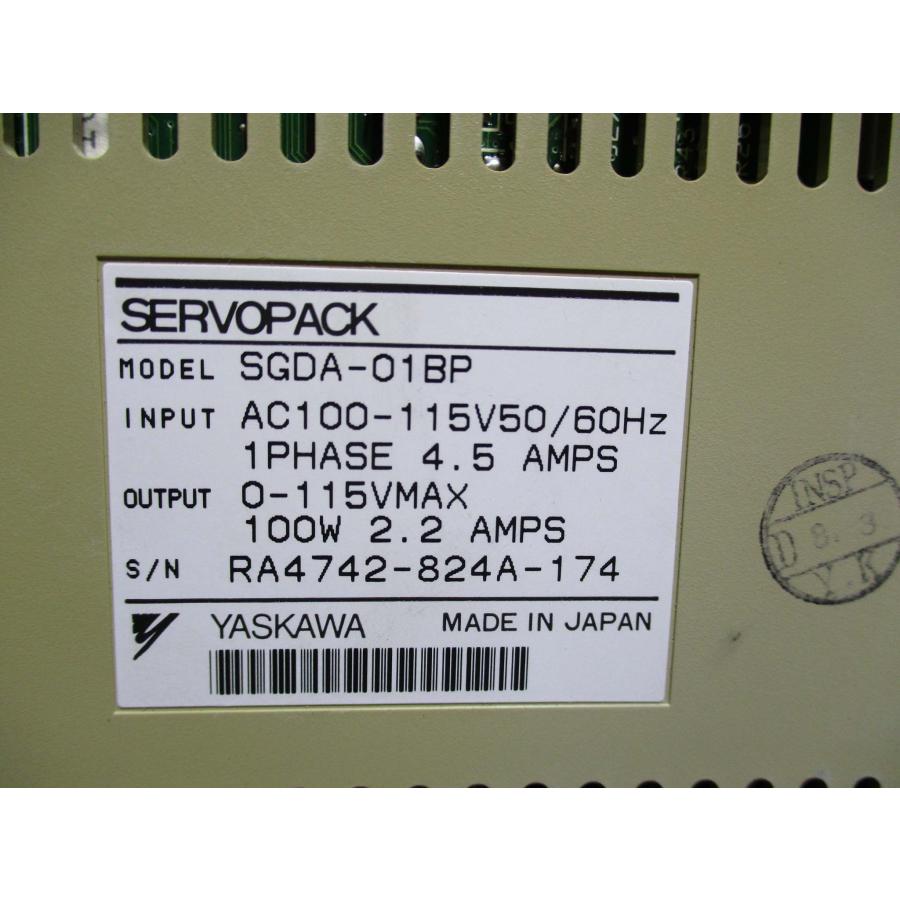 SERVOPACK
MODEL SGDA-01BP
INPUT AC100-115V50/60Hz
1PHASE 4.5 AMPS
OUTPUT 0-115VMAX
100W 2.2 AMPS
S/N RA4742-824A-174
YASKAWA MADE IN JAPAN
INSP
D 8. 3
Y.K